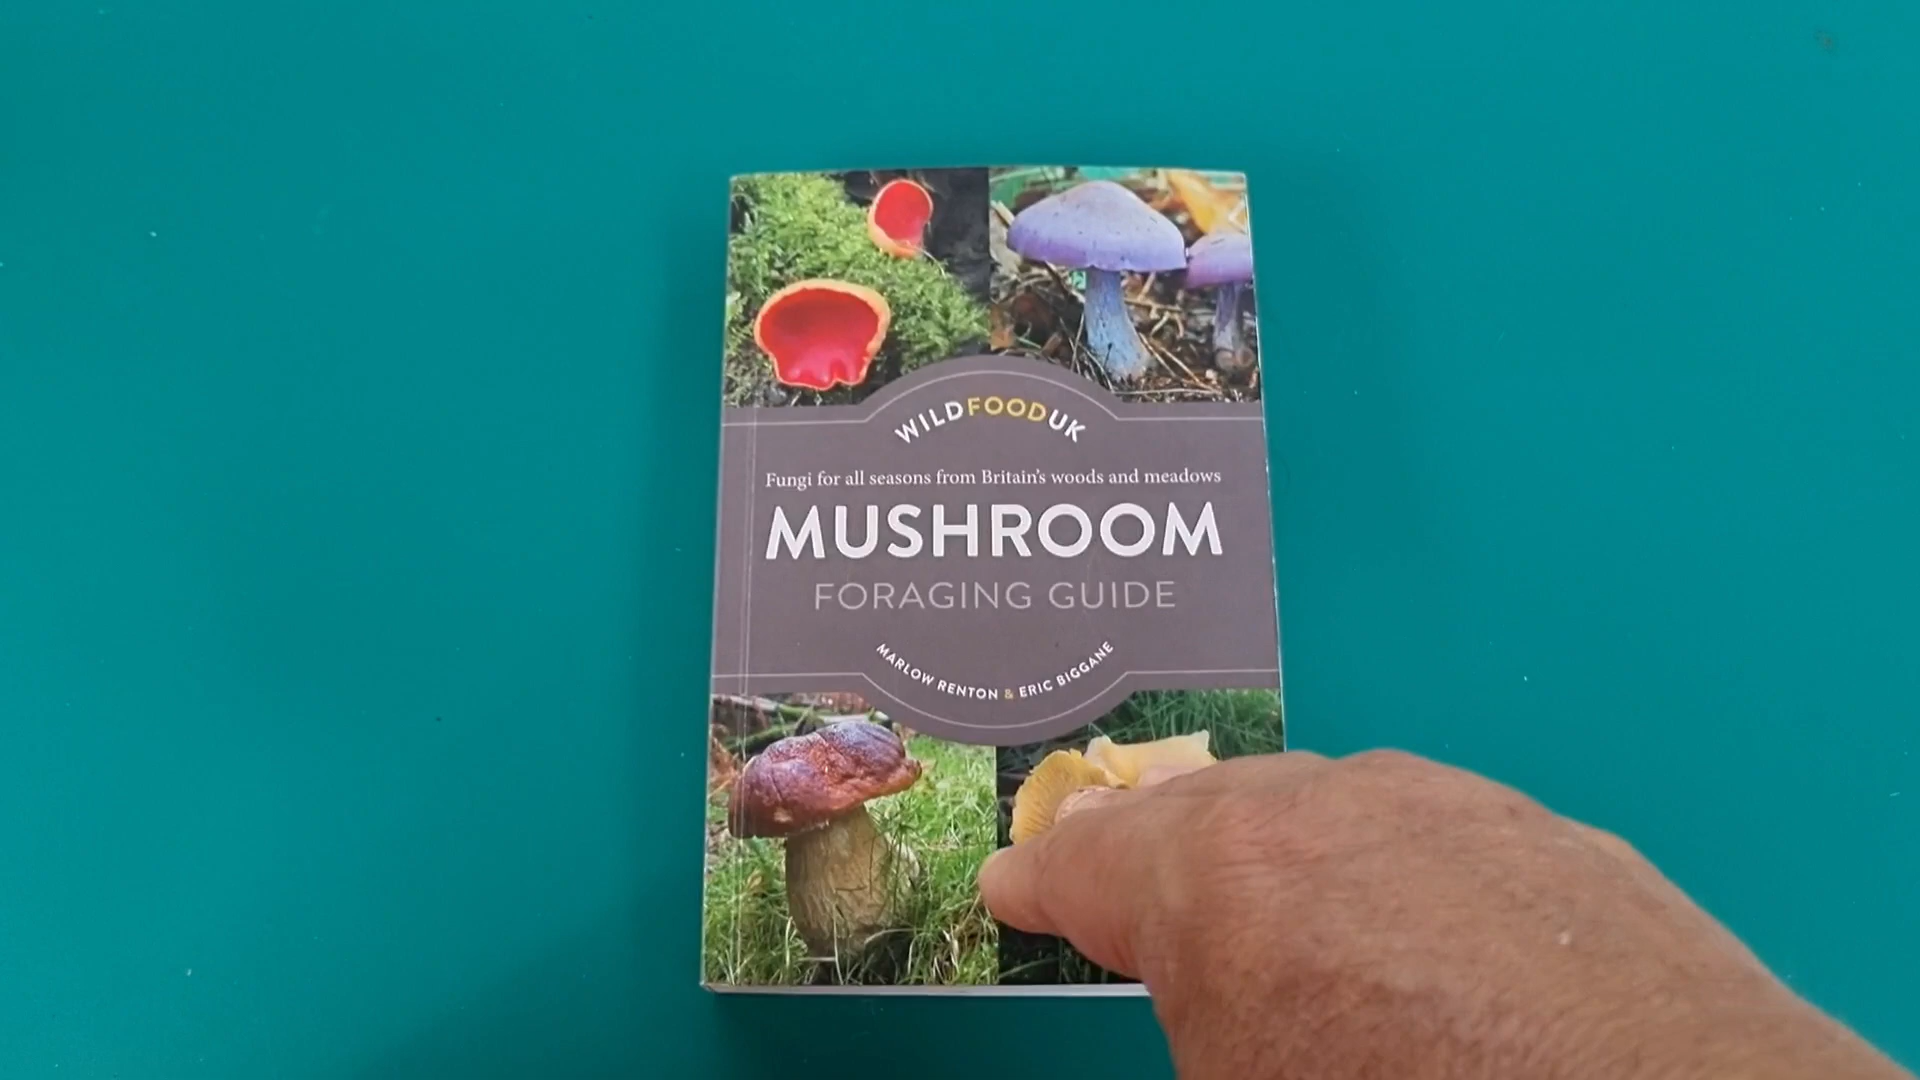 WILDFOODUK
Fungi for all seasons from Britain's woods and meadows
MUSHROOM
FORAGING GUIDE
MARLOW RENTON & ERIC BIGGANE